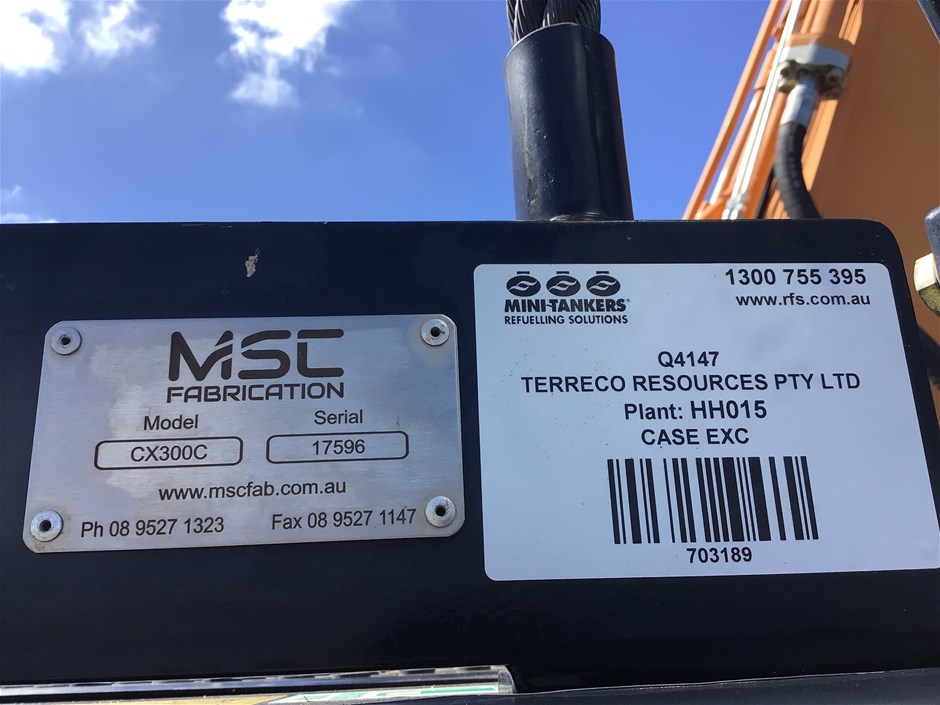 MSC
FABRICATION
Model Serial
CX300C 17596
www.mscfab.com.au
Ph 08 9527 1323 Fax 08 9527 1147
MINI-TANKERS®
REFUELLING SOLUTIONS
1300 755 395
www.rfs.com.au
Q4147
TERRECO RESOURCES PTY LTD
Plant: HH015
CASE EXC
703189